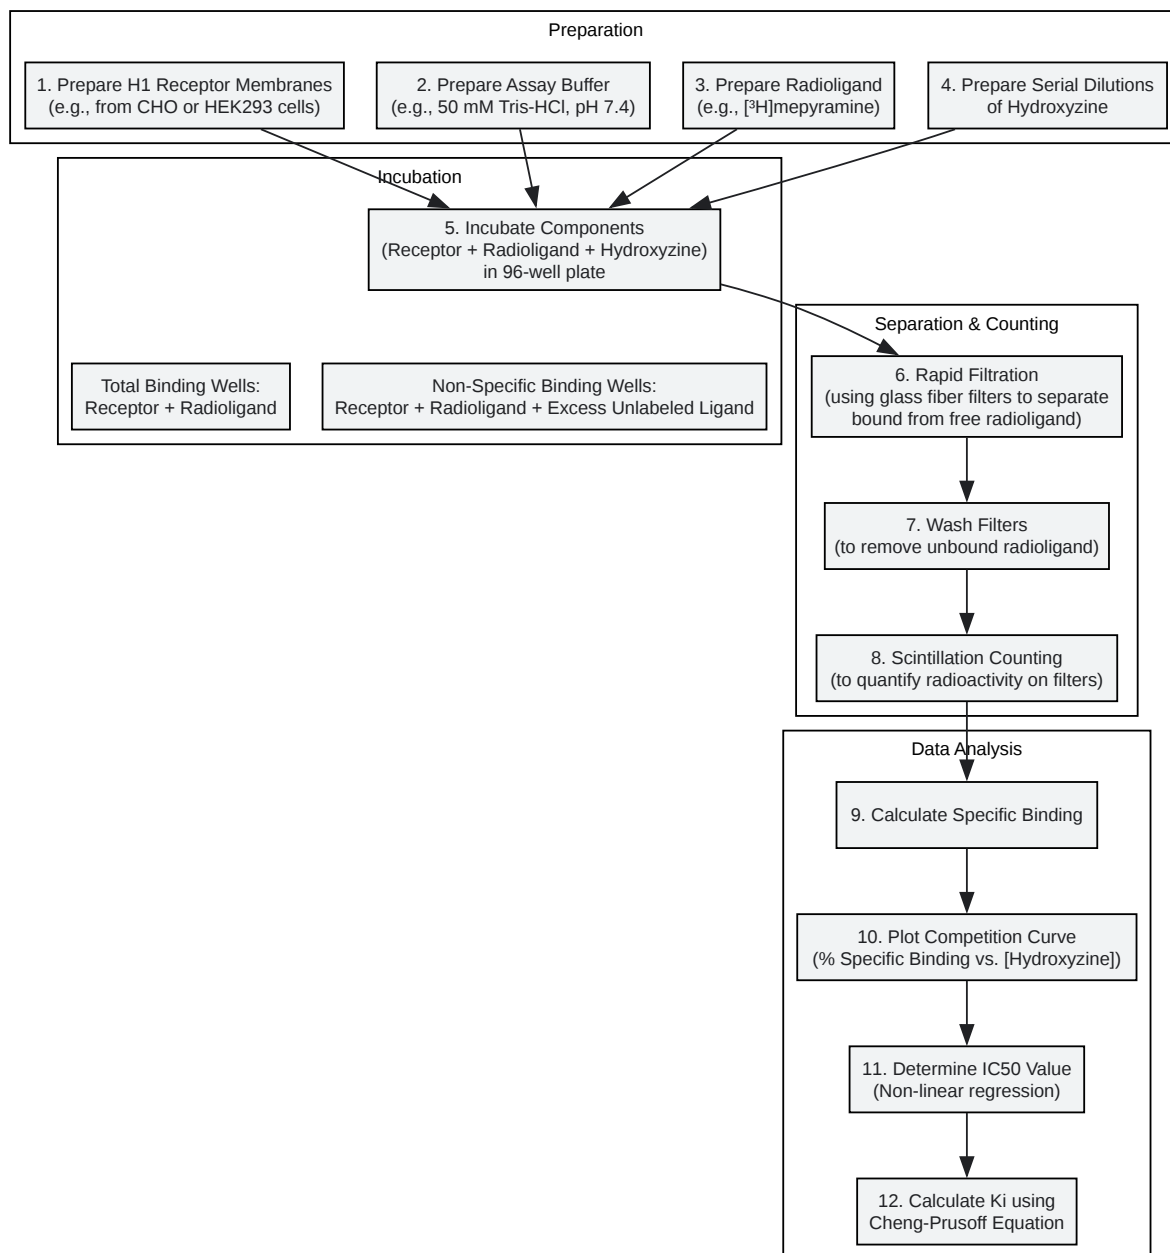 Preparation
1. Prepare H1 Receptor Membranes
(e.g., from CHO or HEK293 cells)
2. Prepare Assay Buffer
(e.g., 50 mM Tris-HCl, pH 7.4)
3. Prepare Radioligand
(e.g., [³H]mepyramine)
4. Prepare Serial Dilutions
of Hydroxyzine
Incubation
5. Incubate Components
(Receptor + Radioligand + Hydroxyzine)
in 96-well plate
Total Binding Wells:
Receptor + Radioligand
Non-Specific Binding Wells:
Receptor + Radioligand + Excess Unlabeled Ligand
Separation & Counting
6. Rapid Filtration
(using glass fiber filters to separate
bound from free radioligand)
7. Wash Filters
(to remove unbound radioligand)
8. Scintillation Counting
(to quantify radioactivity on filters)
Data Analysis
9. Calculate Specific Binding
10. Plot Competition Curve
(% Specific Binding vs. [Hydroxyzine])
11. Determine IC50 Value
(Non-linear regression)
12. Calculate Ki using
Cheng-Prusoff Equation